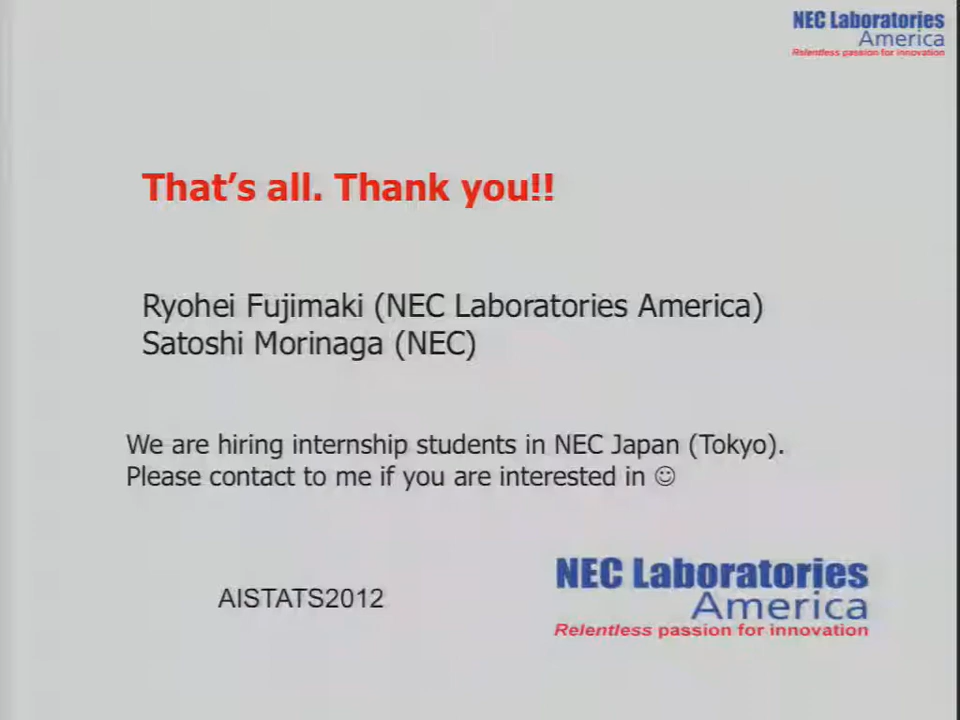 NEC Laboratories
America
Relentless passion for innovation
That's all. Thank you!!
Ryohei Fujimaki (NEC Laboratories America)
Satoshi Morinaga (NEC)
We are hiring internship students in NEC Japan (Tokyo).
Please contact to me if you are interested in ☺
AISTATS2012
NEC Laboratories
America
Relentless passion for innovation